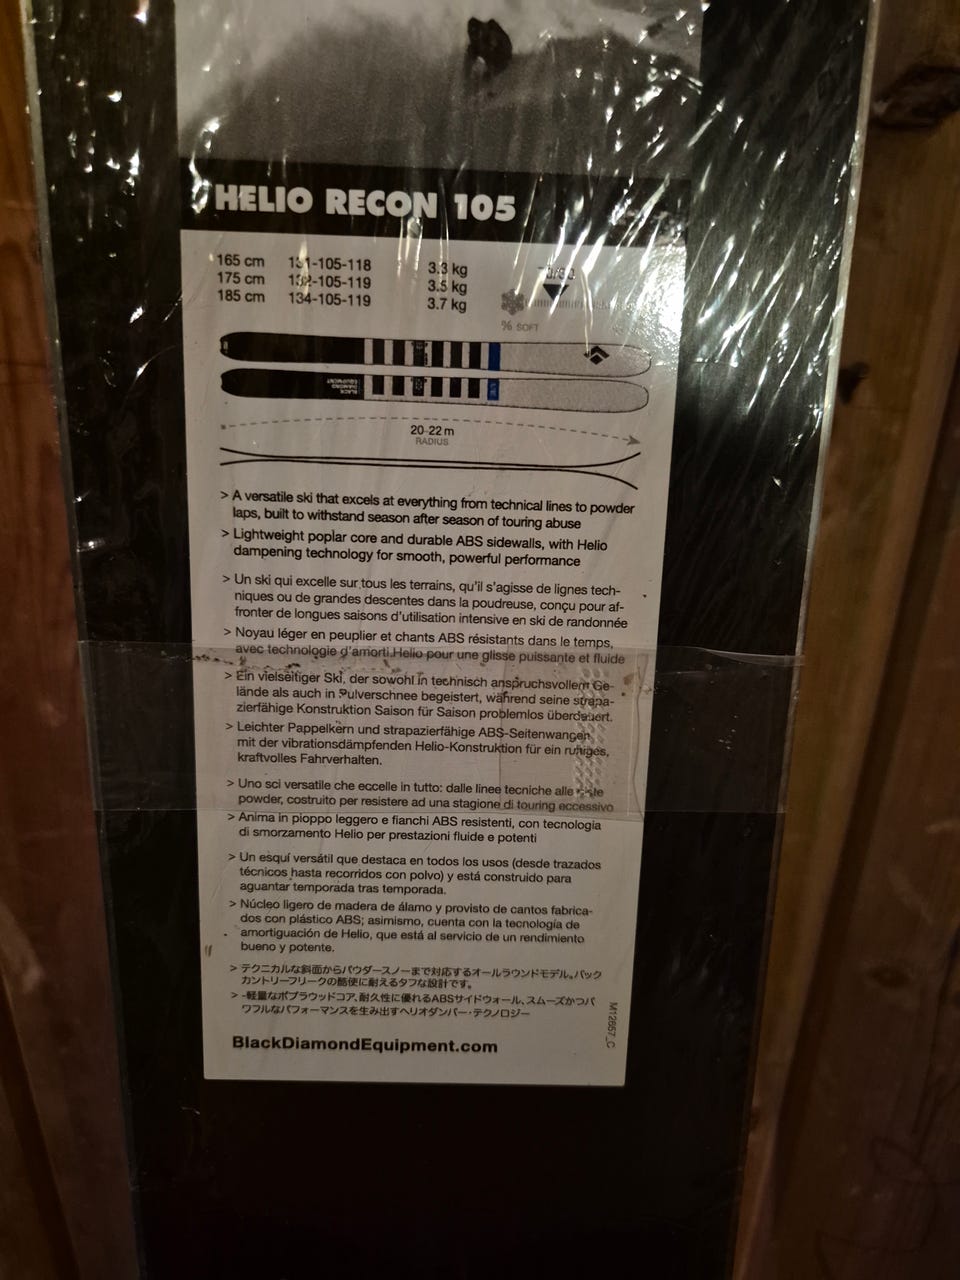 HELIO RECON 105
165 cm 131-105-118 3.3 kg
175 cm 132-105-119 3.5 kg
185 cm 134-105-119 3.7 kg
% SOFT
BLACK
DIAMOND
EQUIPMENT
20-22 m
RADIUS
> A versatile ski that excels at everything from technical lines to powder
laps, built to withstand season after season of touring abuse
> Lightweight poplar core and durable ABS sidewalls, with Helio
dampening technology for smooth, powerful performance
> Un ski qui excelle sur tous les terrains, qu'il s'agisse de lignes tech-
niques ou de grandes descentes dans la poudreuse, conçu pour af-
fronter de longues saisons d'utilisation intensive en ski de randonnée
> Noyau léger en peuplier et chants ABS résistants dans le temps,
avec technologie d'amorti Helio pour une glisse puissante et fluide
> Ein vielseitiger Ski, der sowohl in technisch anspruchsvollem Ge-
lände als auch in Pulverschnee begeistert, während seine strapa-
zierfähige Konstruktion Saison für Saison problemlos überdauert.
> Leichter Pappelkern und strapazierfähige ABS-Seitenwangen
mit der vibrationsdämpfenden Helio-Konstruktion für ein ruhiges,
kraftvolles Fahrverhalten.
> Uno sci versatile che eccelle in tutto: dalle linee tecniche alle
powder, costruito per resistere ad una stagione di touring eccessivo
> Anima in pioppo leggero e fianchi ABS resistenti, con tecnologia
di smorzamento Helio per prestazioni fluide e potenti
> Un esquí versátil que destaca en todos los usos (desde trazados
técnicos hasta recorridos con polvo) y está construido para
aguantar temporada tras temporada.
> Núcleo ligero de madera de álamo y provisto de cantos fabrica-
dos con plástico ABS; asimismo, cuenta con la tecnología de
amortiguación de Helio, que está al servicio de un rendimiento
bueno y potente.
> テクニカルな斜面からパウダースノーまで対応するオールラウンドモデル。バック
カントリーフリークの酷使に耐えるタフな設計です。
> -軽量なポプラウッドコア、耐久性に優れるABSサイドウォール、スムーズかつパ
ワフルなパフォーマンスを生み出すヘリオダンパー・テクノロジー
M12657_C
BlackDiamondEquipment.com